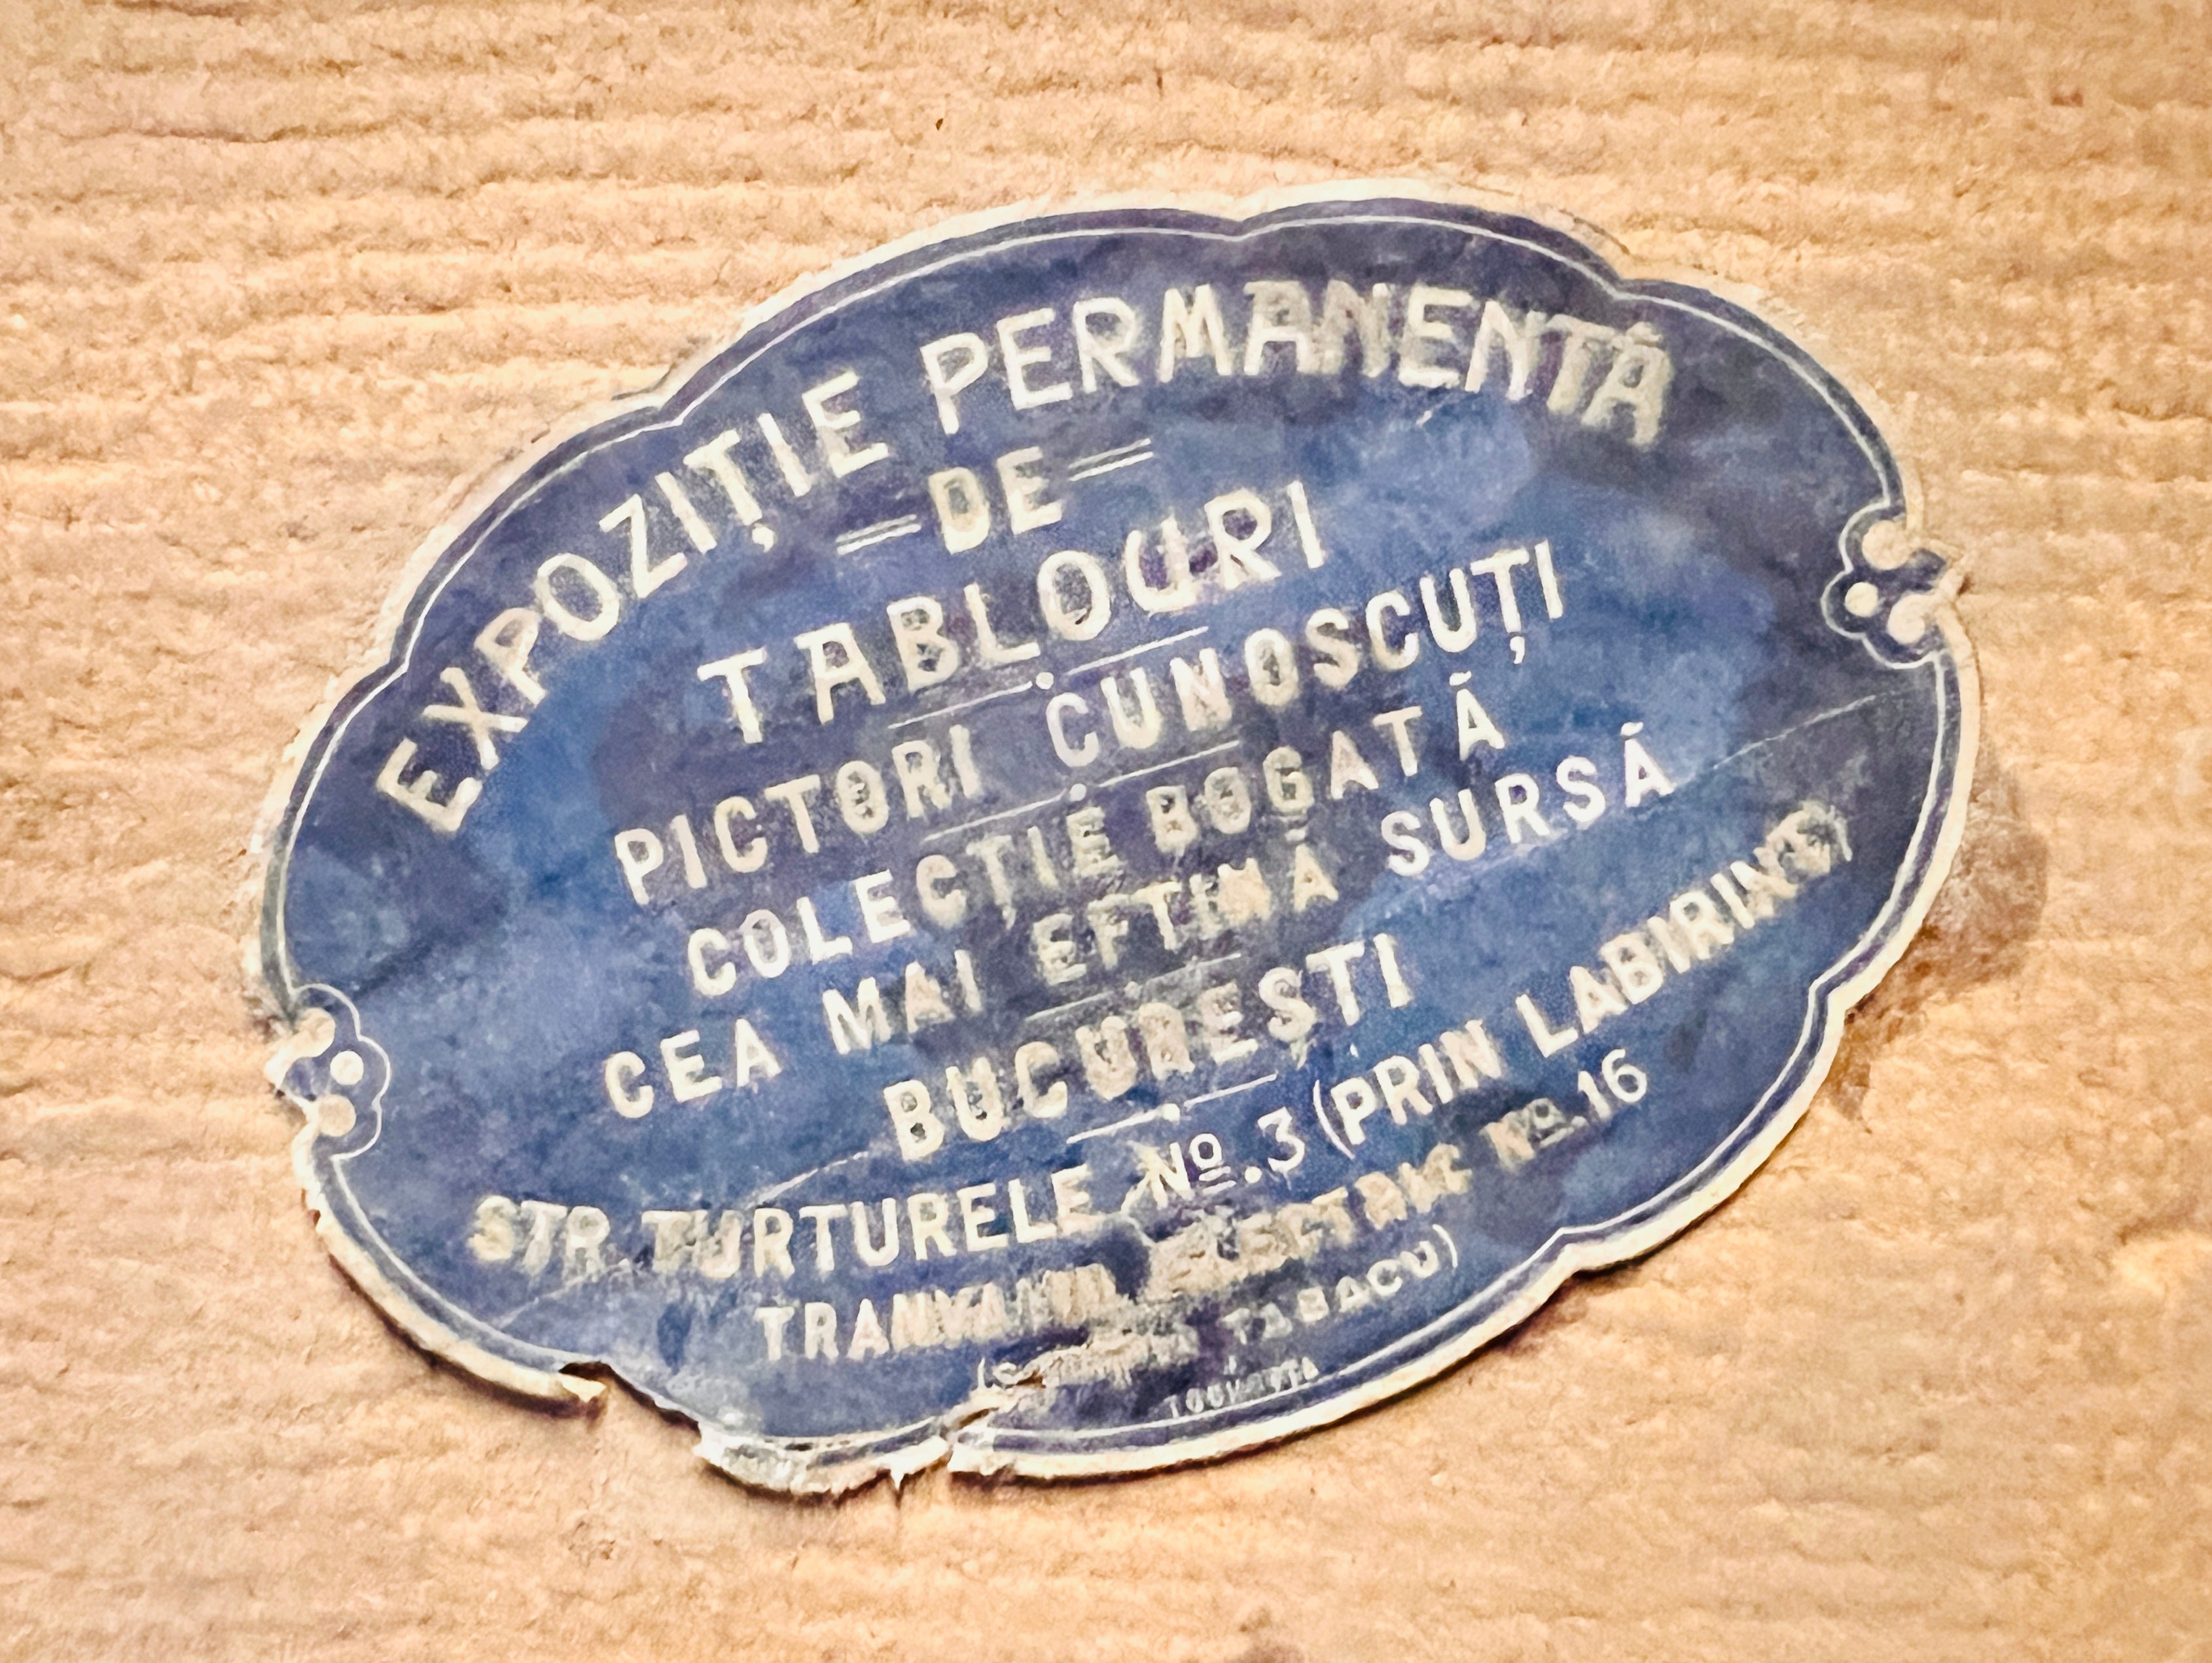 EXPOZIȚIE PERMANENTĂ
=DE=
TABLOURI
PICTORI CUNOSCUȚI
COLECȚIE BOGATĂ
CEA MAI EFTINĂ SURSĂ
BUCUREȘTI
STR. TURTURELE No. 3 (PRIN LABIRINT)
TRAMVAIUL ELECTRIC No. 16
TABACU)